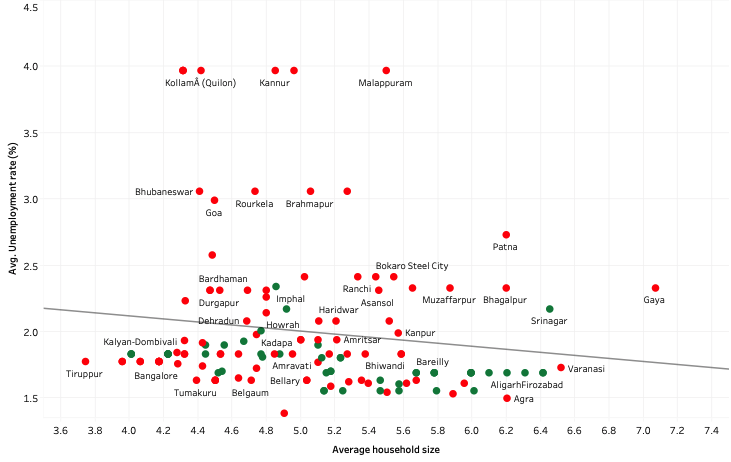 4.5
4.0
KollamÂ (Quilon)
Kannur
Malappuram
3.5
Bhubaneswar
3.0
Goa
Rourkela
Brahmapur
Patna
2.5
Bokaro Steel City
Bardhaman
Ranchi
Durgapur
Imphal
Asansol
Muzaffarpur
Bhagalpur
Gaya
Haridwar
Dehradun
Howrah
Srinagar
2.0
Kanpur
Kalyan-Dombivali
Kadapa
Amritsar
Tiruppur
Bangalore
Amravati
Bhiwandi
Bareilly
Varanasi
Bellary
AligarhFirozabad
Tumakuru
Belgaum
Agra
1.5
Avg. Unemployment rate (%)
3.6 3.8 4.0 4.2 4.4 4.6 4.8 5.0 5.2 5.4 5.6 5.8 6.0 6.2 6.4 6.6 6.8 7.0 7.2 7.4
Average household size